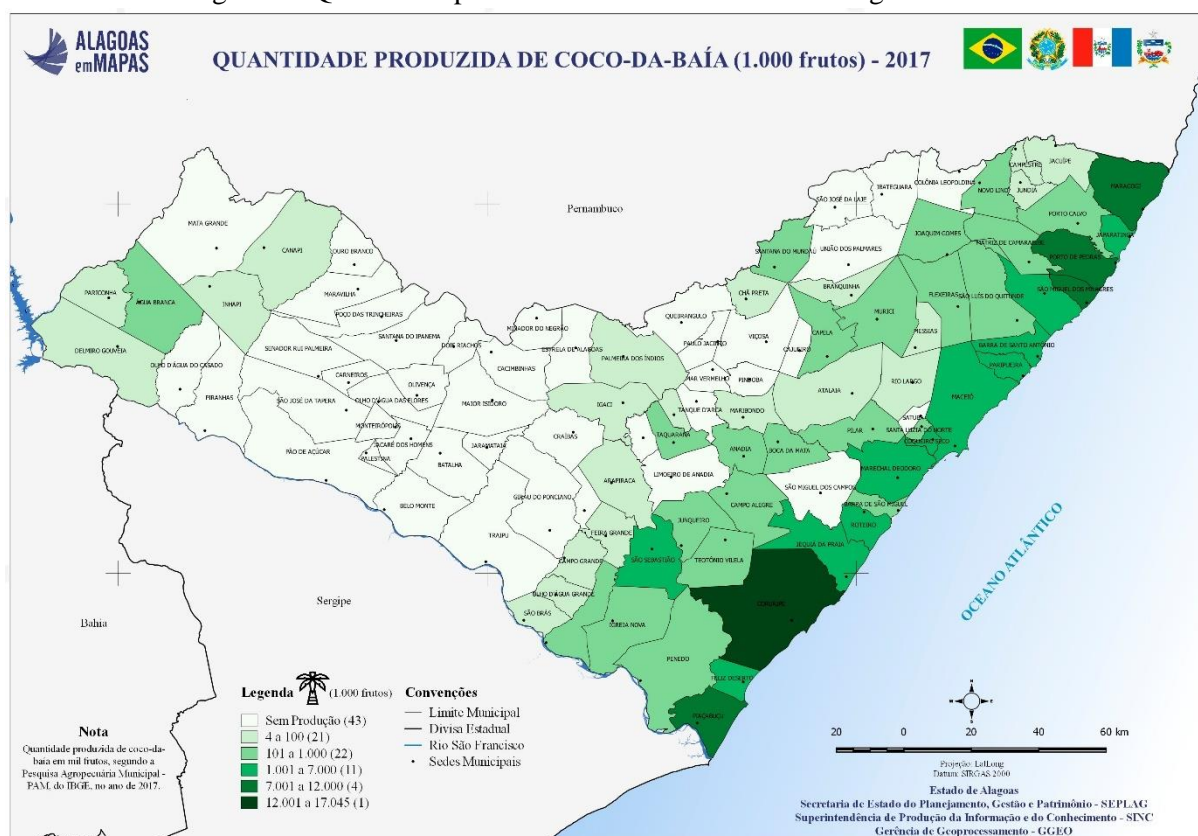 ALAGOAS
emMAPAS
QUANTIDADE PRODUZIDA DE COCO-DA-BAÍA (1.000 frutos) - 2017
Pernambuco
CAMPESTRE
JACUÍPE
COLÔNIA LEOPOLDINA
IBATEGUARA
NOVO LINO
JUNDIÁ
MARAGOGI
SÃO JOSÉ DA LAJE
MATA GRANDE
PORTO CALVO
JOAQUIM GOMES
JAPARATINGA
CANAPI
OURO BRANCO
SANTANA DO MUNDAÚ
UNIÃO DOS PALMARES
MATRIZ DE CAMARAGIBE
PORTO DE PEDRAS
PARICONHA
ÁGUA BRANCA
INHAPI
MARAVILHA
BRANQUINHA
FLEXEIRAS
SÃO LUÍS DO QUITUNDE
SÃO MIGUEL DOS MILAGRES
CHÃ PRETA
POÇO DAS TRINCHEIRAS
MURICI
QUEBRANGULO
MINADOR DO NEGRÃO
SANTANA DO IPANEMA
MESSIAS
DELMIRO GOUVEIA
SENADOR RUI PALMEIRA
DOIS RIACHOS
ESTRELA DE ALAGOAS
PAULO JACINTO
VIÇOSA
CAJUEIRO
CAPELA
BARRA DE SANTO ANTÔNIO
OLHO D'ÁGUA DO CASADO
CACIMBINHAS
PALMEIRA DOS ÍNDIOS
PARIPUEIRA
CARNEIROS
OLIVENÇA
MAR VERMELHO
PINDOBA
RIO LARGO
PIRANHAS
SÃO JOSÉ DA TAPERA
OLHO D'ÁGUA DAS FLORES
MAIOR ISIDORO
IGACI
TANQUE D'ARCA
MARIBONDO
ATALAIA
MACEIÓ
MONTEIRÓPOLIS
CRAÍBAS
TAQUARANA
PILAR
SATUBA
SANTA LUZIA DO NORTE
COQUEIRO SECO
JACARÉ DOS HOMENS
JARAMATAIA
PÃO DE AÇÚCAR
PALESTINA
BATALHA
ANADIA
BOCA DA MATA
LIMOEIRO DE ANADIA
MARECHAL DEODORO
ARAPIRACA
SÃO MIGUEL DOS CAMPOS
GIRAU DO PONCIANO
BELO MONTE
CAMPO ALEGRE
BARRA DE SÃO MIGUEL
JUNQUEIRO
ROTEIRO
TRAIPU
FEIRA GRANDE
JEQUIÁ DA PRAIA
CAMPO GRANDE
SÃO SEBASTIÃO
TEOTÔNIO VILELA
OLHO D'ÁGUA GRANDE
CORURIPE
SÃO BRÁS
IGREJA NOVA
PENEDO
FELIZ DESERTO
PIAÇABUÇU
Sergipe
Bahia
OCEANO ATLÂNTICO
Legenda (1.000 frutos)
Sem Produção (43)
4 a 100 (21)
101 a 1.000 (22)
1.001 a 7.000 (11)
7.001 a 12.000 (4)
12.001 a 17.045 (1)
Convenções
Limite Municipal
Divisa Estadual
Rio São Francisco
Sedes Municipais
Nota
Quantidade produzida de coco-da-
baia em mil frutos, segundo a
Pesquisa Agropecuária Municipal -
PAM, do IBGE, no ano de 2017.
20 0 20 40 60 km
Projeção: LatLong
Datum: SIRGAS 2000
Estado de Alagoas
Secretaria de Estado do Planejamento, Gestão e Patrimônio - SEPLAG
Superintendência de Produção da Informação e do Conhecimento - SINC
Gerência de Geoprocessamento - GGEO